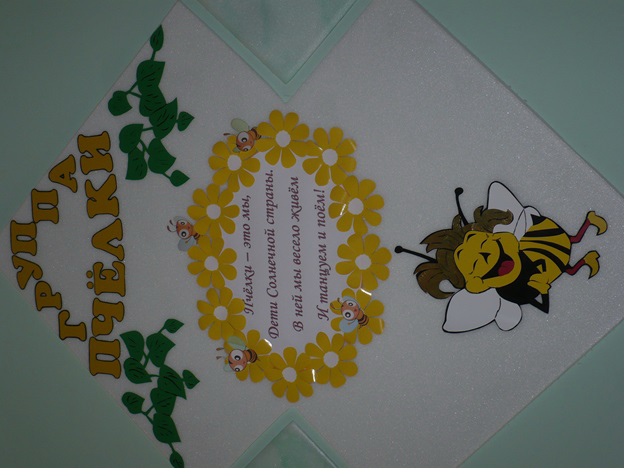 ГРУППА
ПЧЁЛКИ
Пчёлки – это мы,
Дети Солнечной страны.
В ней мы весело живём
И танцуем и поём!